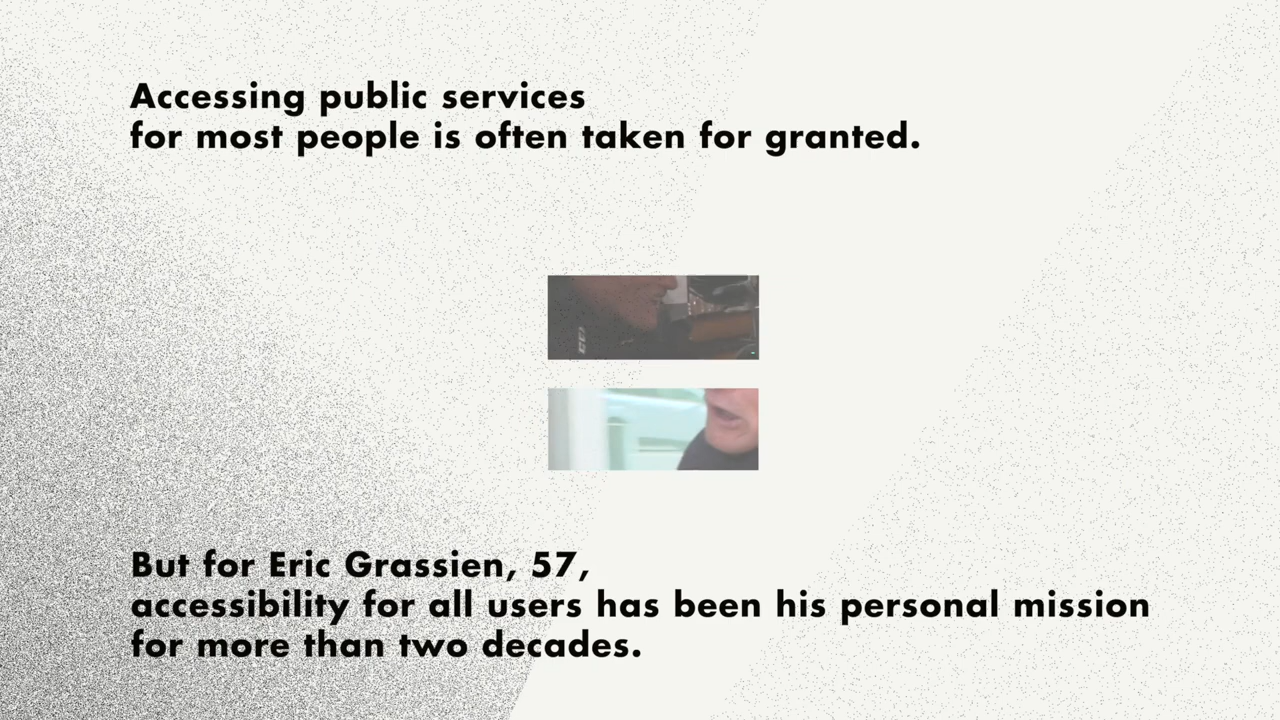 Accessing public services
for most people is often taken for granted.
But for Eric Grassien, 57,
accessibility for all users has been his personal mission
for more than two decades.